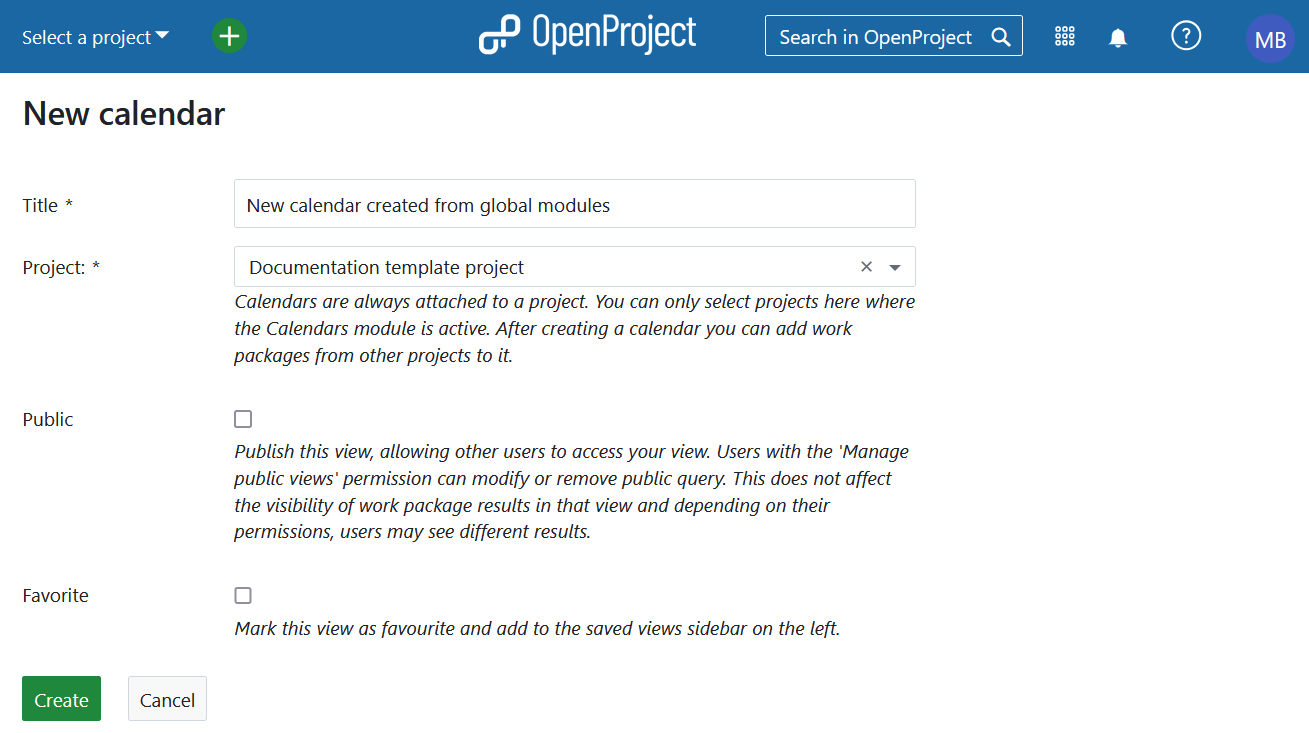 Select a project
OpenProject
Search in OpenProject
?
MB
New calendar
Title *
New calendar created from global modules
Project: *
Documentation template project
Calendars are always attached to a project. You can only select projects here where
the Calendars module is active. After creating a calendar you can add work
packages from other projects to it.
Public
Publish this view, allowing other users to access your view. Users with the 'Manage
public views' permission can modify or remove public query. This does not affect
the visibility of work package results in that view and depending on their
permissions, users may see different results.
Favorite
Mark this view as favourite and add to the saved views sidebar on the left.
Create
Cancel